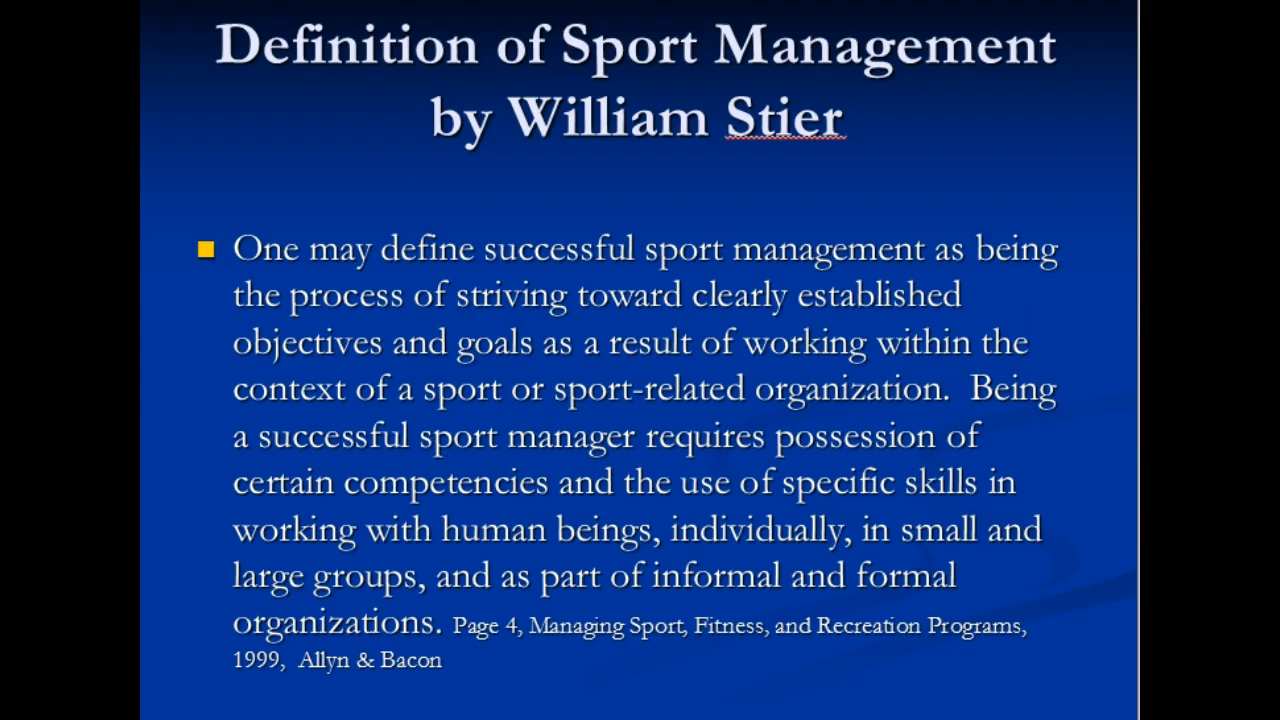 Definition of Sport Management
by William Stier
One may define successful sport management as being
the process of striving toward clearly established
objectives and goals as a result of working within the
context of a sport or sport-related organization.  Being
a successful sport manager requires possession of
certain competencies and the use of specific skills in
working with human beings, individually, in small and
large groups, and as part of informal and formal
organizations. Page 4, Managing Sport, Fitness, and Recreation Programs,
1999,  Allyn & Bacon